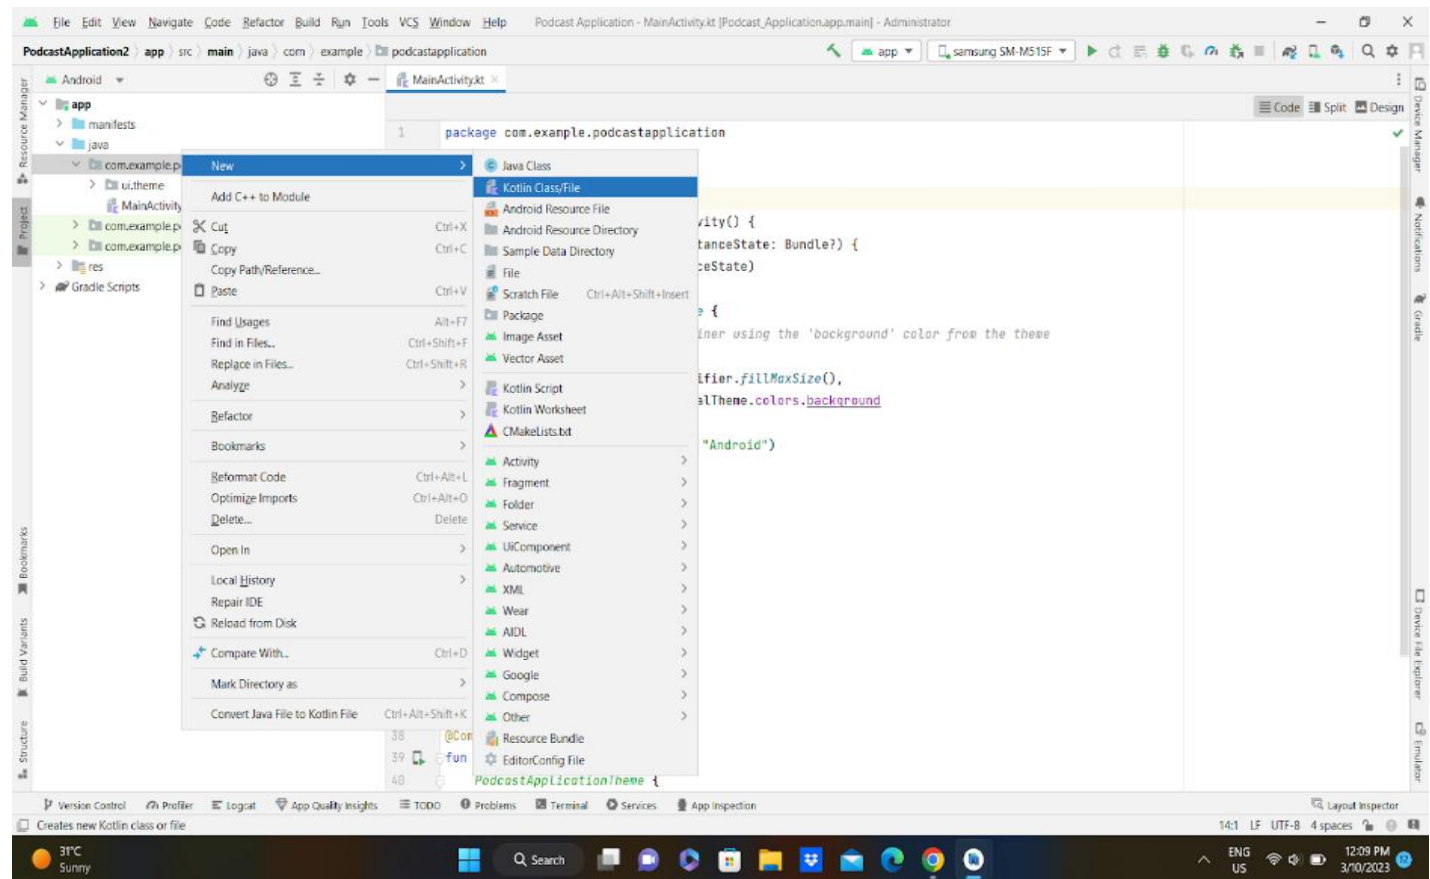 File Edit View Navigate Code Refactor Build Run Tools VCS Window Help Podcast Application - MainActivity.kt [Podcast_Application.app.main] - Administrator
PodcastApplication2 app src main java com example podcastapplication
app samsung SM-M515F
Android
MainActivity.kt
Code Split Design
app
manifests
java
com.example.p
ui.theme
MainActivity
com.example.p
com.example.p
res
Gradle Scripts
New
Add C++ to Module
Cut Ctrl+X
Copy Ctrl+C
Copy Path/Reference...
Paste Ctrl+V
Find Usages Alt+F7
Find in Files... Ctrl+Shift+F
Replace in Files... Ctrl+Shift+R
Analyze
Refactor
Bookmarks
Reformat Code Ctrl+Alt+L
Optimize Imports Ctrl+Alt+O
Delete... Delete
Open In
Local History
Repair IDE
Reload from Disk
Compare With... Ctrl+D
Mark Directory as
Convert Java File to Kotlin File Ctrl+Alt+Shift+K
Java Class
Kotlin Class/File
Android Resource File
Android Resource Directory
Sample Data Directory
File
Scratch File Ctrl+Alt+Shift+Insert
Package
Image Asset
Vector Asset
Kotlin Script
Kotlin Worksheet
CMakeLists.txt
Activity
Fragment
Folder
Service
UiComponent
Automotive
XML
Wear
AIDL
Widget
Google
Compose
Other
Resource Bundle
EditorConfig File
1 package com.example.podcastapplication
vity() {
tanceState: Bundle?) {
ceState)
e {
iner using the 'background' color from the theme
ifier.fillMaxSize(),
alTheme.colors.background
"Android")
38 @Com
39 fun
40 PodcastApplicationTheme {
Resource Manager
Project
Bookmarks
Build Variants
Structure
Device Manager
Notifications
Gradle
Device File Explorer
Emulator
Version Control Profiler Logcat App Quality Insights TODO Problems Terminal Services App Inspection Layout Inspector
Creates new Kotlin class or file 14:1 LF UTF-8 4 spaces
31°C
Sunny
Search
ENG
US
12:09 PM
3/10/2023
12